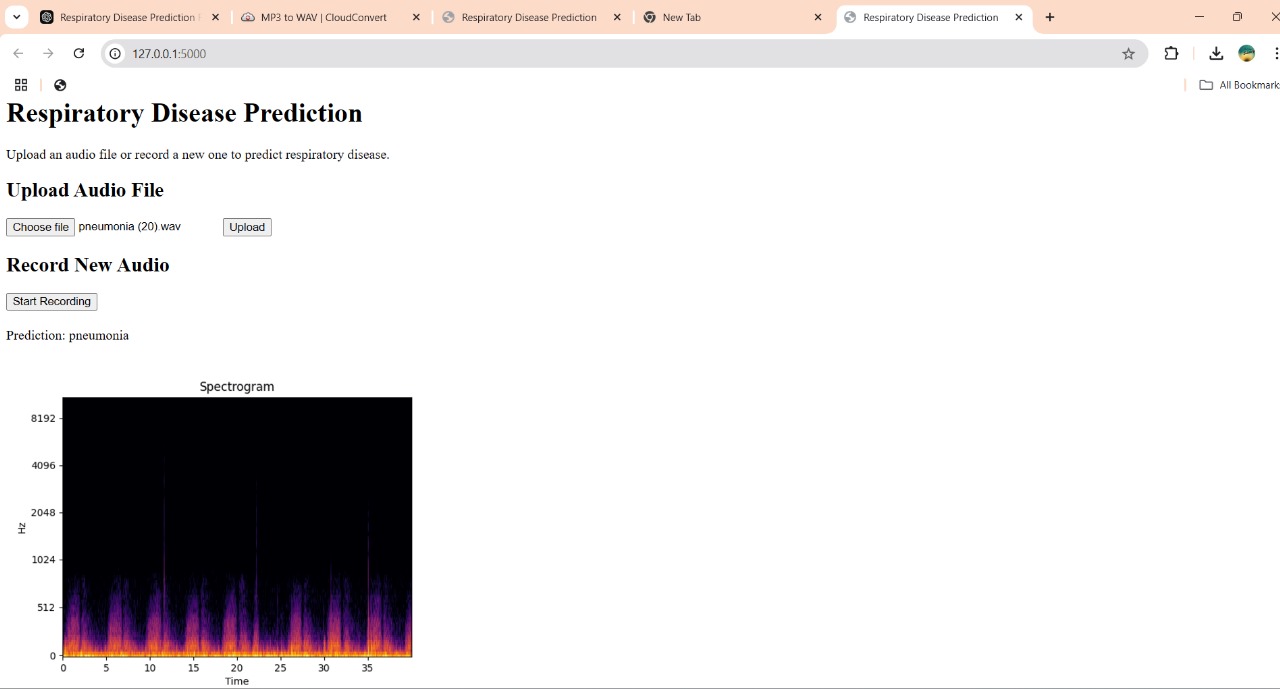 Respiratory Disease Prediction
MP3 to WAV | CloudConvert
Respiratory Disease Prediction
New Tab
Respiratory Disease Prediction
127.0.0.1:5000
All Bookmarks
Respiratory Disease Prediction
Upload an audio file or record a new one to predict respiratory disease.
Upload Audio File
Choose file pneumonia (20).wav Upload
Record New Audio
Start Recording
Prediction: pneumonia
Spectrogram
8192
4096
2048
Hz
1024
512
0
0 5 10 15 20 25 30 35
Time